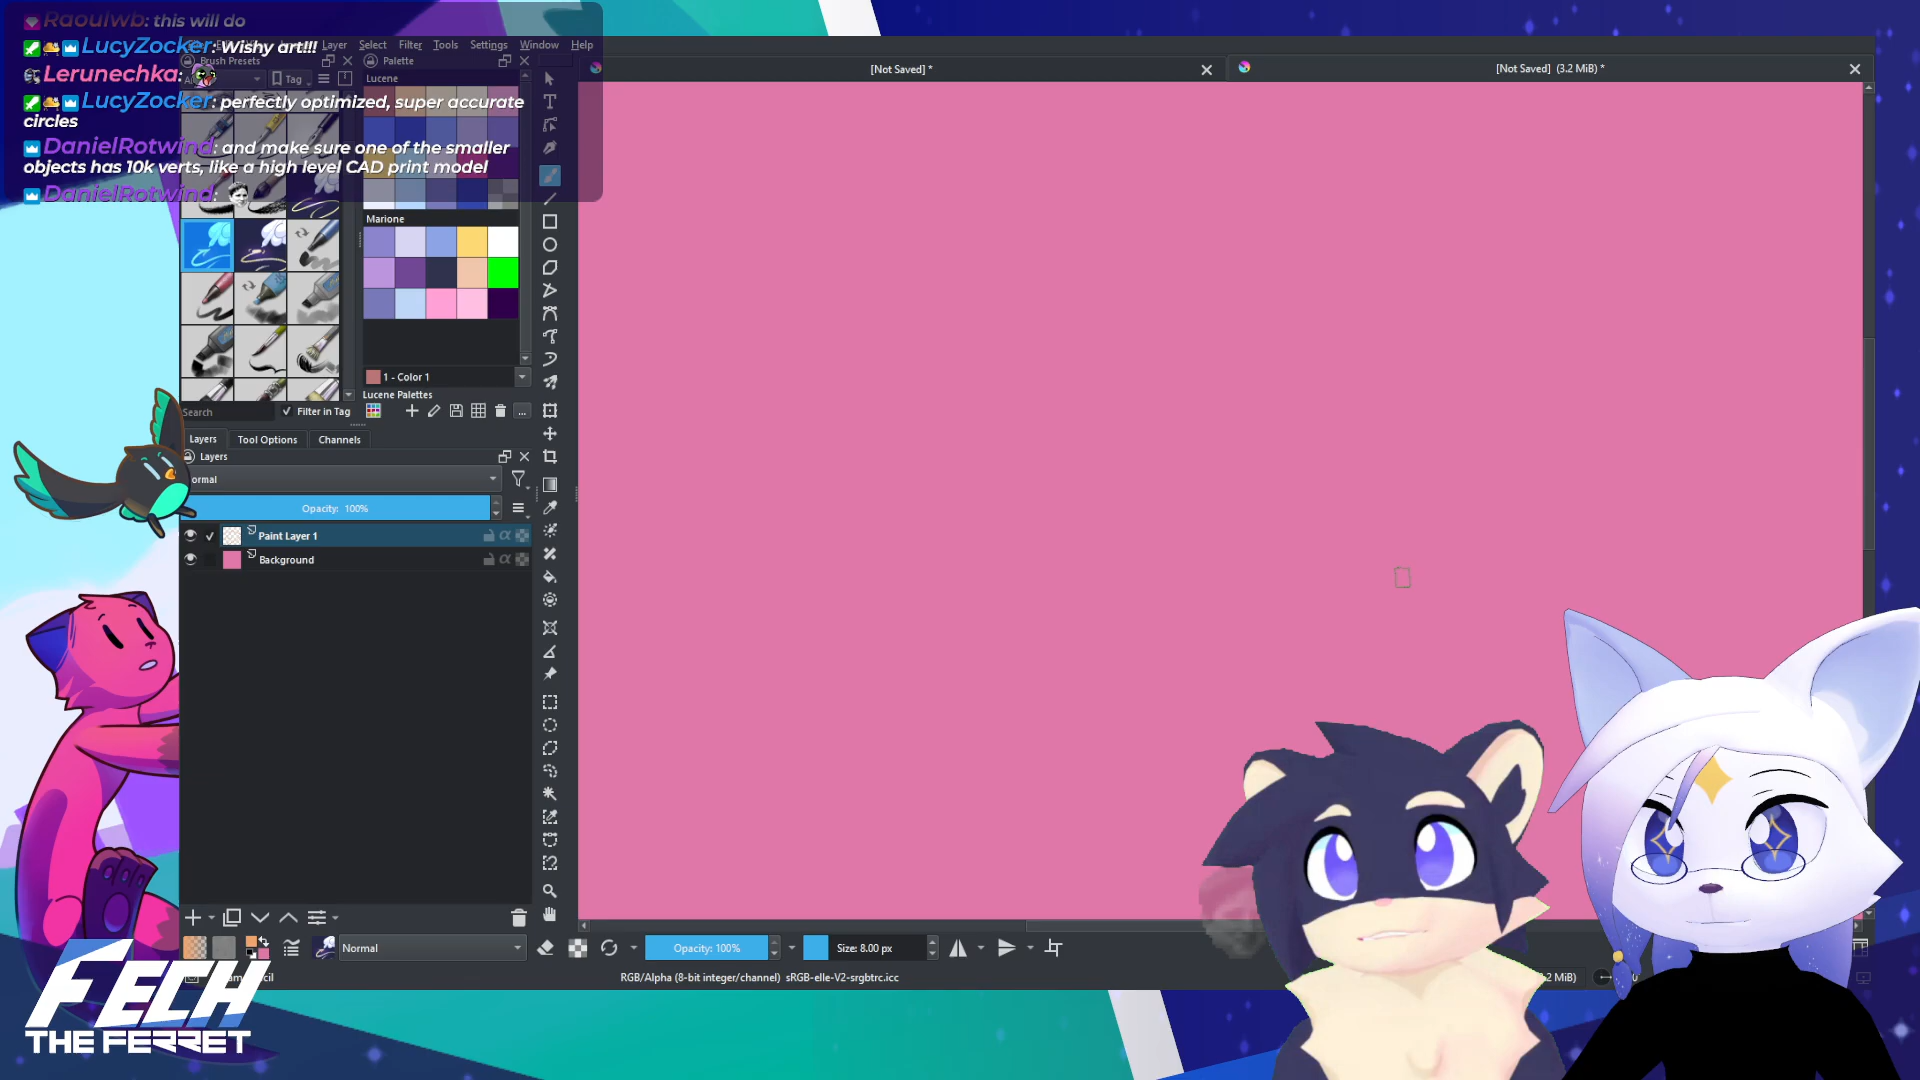 Raoulwb: this will do
LucyZocker: Wishy art!!!
Lerunechka:
LucyZocker: perfectly optimized, super accurate
circles
DanielRotwind: and make sure one of the smaller
objects has 10k verts, like a high level CAD print model
DanielRotwind:
Layer Select Filter Tools Settings Window Help
Brush Presets
Tag
Palette
Lucene
Marione
1 - Color 1
Lucene Palettes
...
Search
Filter in Tag
[Not Saved] *
[Not Saved] (3.2 MiB) *
Layers Tool Options Channels
Layers
ormal
Opacity: 100%
Paint Layer 1
Background
Normal
Opacity: 100%
Size: 8.00 px
RGB/Alpha (8-bit integer/channel) sRGB-elle-V2-srgbtrc.icc
FECH
THE FERRET